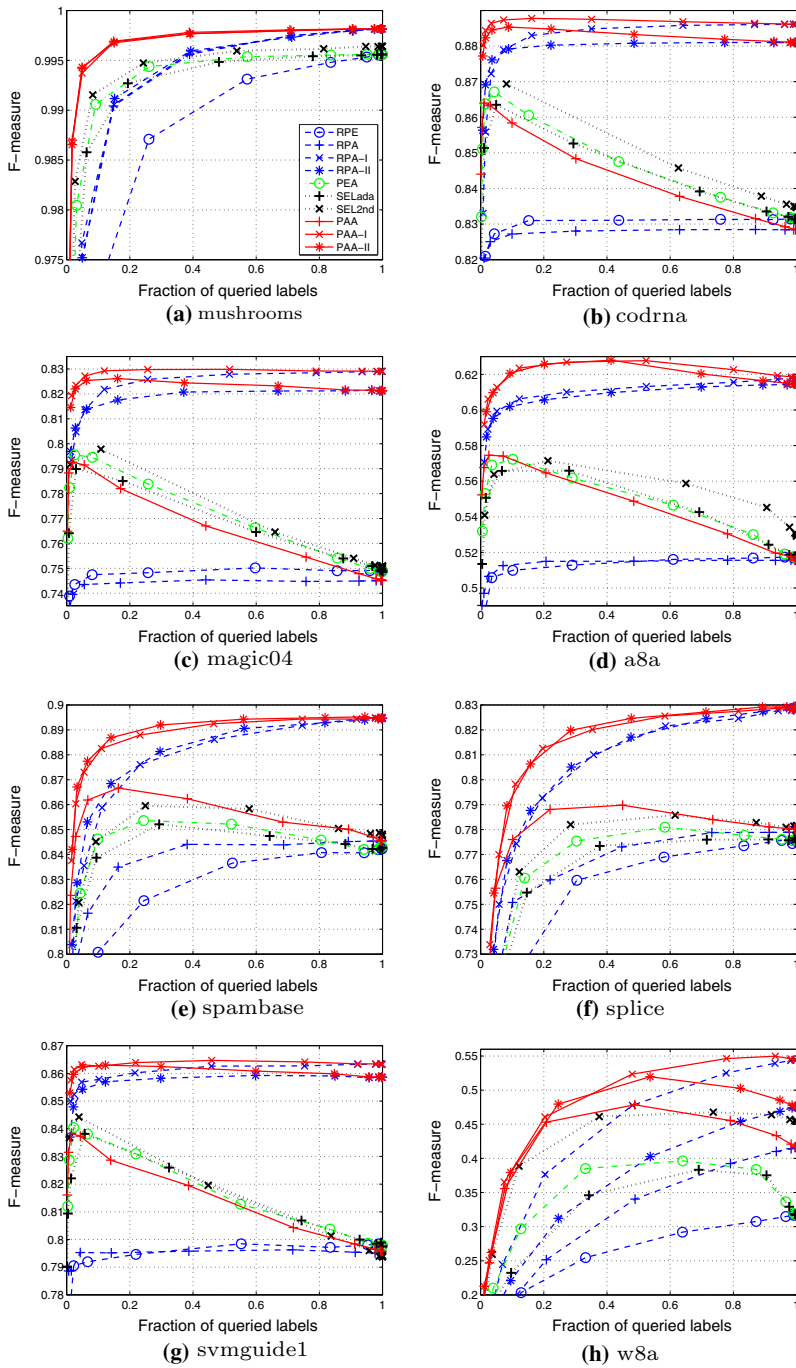 F-measure
1
0.995
0.99
0.985
0.98
0.975
0 0.2 0.4 0.6 0.8 1
RPE
RPA
RPA-I
RPA-II
PEA
SELada
SEL2nd
PAA
PAA-I
PAA-II
Fraction of queried labels
(a) mushrooms
F-measure
0.88
0.87
0.86
0.85
0.84
0.83
0.82
0 0.2 0.4 0.6 0.8 1
Fraction of queried labels
(b) codrna
F-measure
0.83
0.82
0.81
0.8
0.79
0.78
0.77
0.76
0.75
0.74
0 0.2 0.4 0.6 0.8 1
Fraction of queried labels
(c) magic04
F-measure
0.62
0.6
0.58
0.56
0.54
0.52
0.5
0 0.2 0.4 0.6 0.8 1
Fraction of queried labels
(d) a8a
F-measure
0.9
0.89
0.88
0.87
0.86
0.85
0.84
0.83
0.82
0.81
0.8
0 0.2 0.4 0.6 0.8 1
Fraction of queried labels
(e) spambase
F-measure
0.83
0.82
0.81
0.8
0.79
0.78
0.77
0.76
0.75
0.74
0.73
0 0.2 0.4 0.6 0.8 1
Fraction of queried labels
(f) splice
F-measure
0.87
0.86
0.85
0.84
0.83
0.82
0.81
0.8
0.79
0.78
0 0.2 0.4 0.6 0.8 1
Fraction of queried labels
(g) svmguide1
F-measure
0.55
0.5
0.45
0.4
0.35
0.3
0.25
0.2
0 0.2 0.4 0.6 0.8 1
Fraction of queried labels
(h) w8a